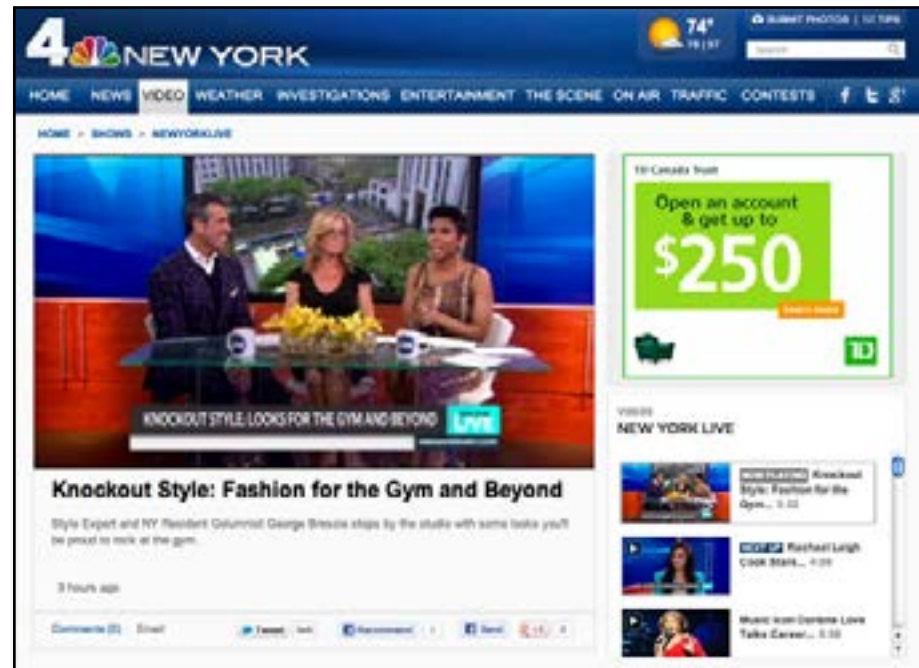 4 NEW YORK
74°
SUBMIT PHOTOS | TIPS
Search
HOME NEWS VIDEO WEATHER INVESTIGATIONS ENTERTAINMENT THE SCENE ON AIR TRAFFIC CONTESTS
HOME > SHOWS > NEWYORKLIVE
KNOCKOUT STYLE: LOOKS FOR THE GYM AND BEYOND
LIVE
Knockout Style: Fashion for the Gym and Beyond
Style Expert and NY Resident Columnist George Brescia stops by the studio with some looks you'll
be proud to rock at the gym.
3 hours ago
Comments (0) Email Tweet Recommend Send
TD Canada Trust
Open an account
& get up to
$250
Learn more
TD
VIDEOS
NEW YORK LIVE
Knockout
Style: Fashion for the
Gym...
NEXT UP Rachael Leigh
Cook Stars...
Music Icon Darlene Love
Talks Career...